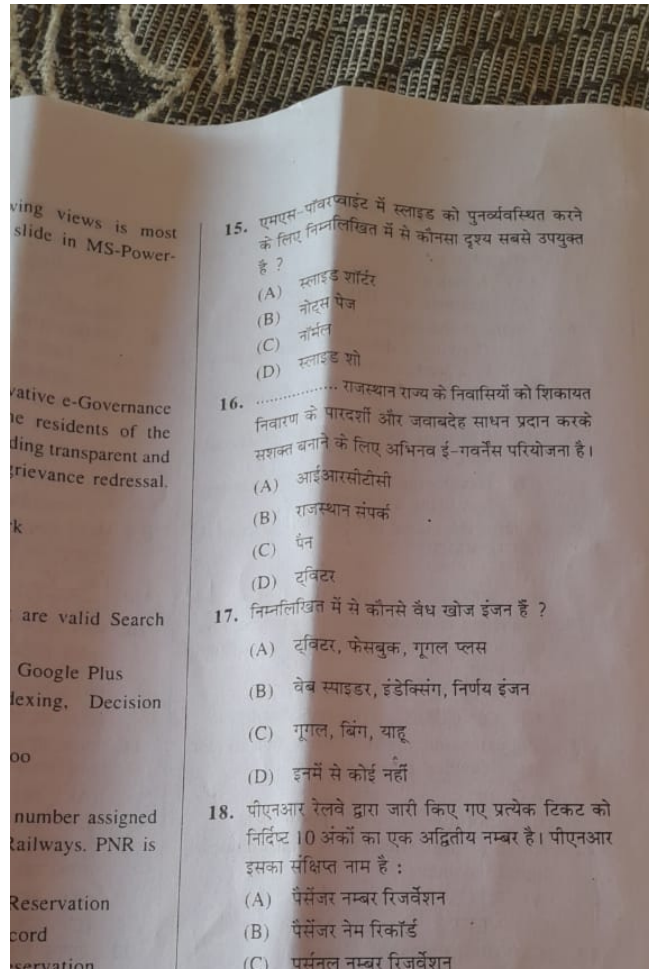 ving views is most
slide in MS-Power-
vative e-Governance
ne residents of the
ding transparent and
grievance redressal.
k
are valid Search
Google Plus
dexing, Decision
oo
number assigned
Railways. PNR is
Reservation
cord
servation
15. एमएस-पॉवरप्वाईट में स्लाइड को पुनर्व्यवस्थित करने
के लिए निम्नलिखित में से कौनसा दृश्य सबसे उपयुक्त
है ?
(A) स्लाइड शॉर्टर
(B) नोट्स पेज
(C) नॉर्मल
(D) स्लाइड शो
16. .................. राजस्थान राज्य के निवासियों को शिकायत
निवारण के पारदर्शी और जवाबदेह साधन प्रदान करके
सशक्त बनाने के लिए अभिनव ई-गवर्नेंस परियोजना है।
(A) आईआरसीटीसी
(B) राजस्थान संपर्क
(C) पैन
(D) ट्विटर
17. निम्नलिखित में से कौनसे वैध खोज इंजन हैं ?
(A) ट्विटर, फेसबुक, गूगल प्लस
(B) वेब स्पाइडर, इंडेक्सिंग, निर्णय इंजन
(C) गूगल, बिंग, याहू
(D) इनमें से कोई नहीं
18. पीएनआर रेलवे द्वारा जारी किए गए प्रत्येक टिकट को
निर्दिष्ट 10 अंकों का एक अद्वितीय नम्बर है। पीएनआर
इसका संक्षिप्त नाम है :
(A) पैसेंजर नम्बर रिजर्वेशन
(B) पैसेंजर नेम रिकॉर्ड
(C) पर्सनल नम्बर रिजर्वेशन